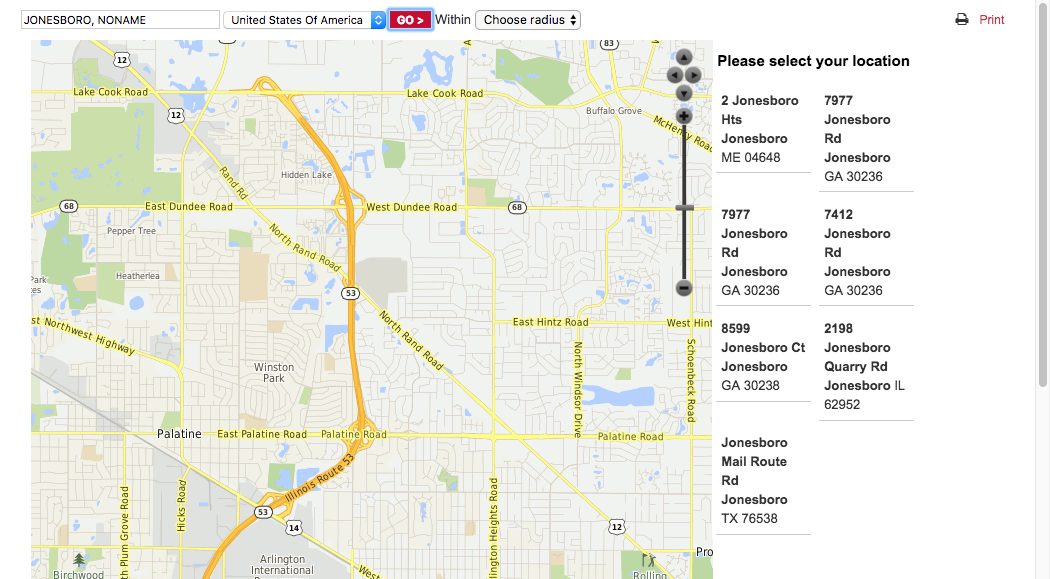 JONESBORO, NONAME
United States Of America
GO >
Within
Choose radius
Print
Please select your location
2 Jonesboro
Hts
Jonesboro
ME 04648
7977
Jonesboro
Rd
Jonesboro
GA 30236
7977
Jonesboro
Rd
Jonesboro
GA 30236
7412
Jonesboro
Rd
Jonesboro
GA 30236
8599
Jonesboro Ct
Jonesboro
GA 30238
2198
Jonesboro
Quarry Rd
Jonesboro IL
62952
Jonesboro
Mail Route
Rd
Jonesboro
TX 76538
12
83
Lake Cook Road
Lake Cook Road
12
Buffalo Grove
McHenry Road
Hidden Lake
Rand Rd
68
East Dundee Road
West Dundee Road
68
Pepper Tree
North Rand Road
Heatherlea
Park
53
st Northwest Highway
North Rand Road
East Hintz Road
West Hint
North Windsor Drive
Schoenbeck Road
Winston
Park
Palatine
East Palatine Road
Palatine Road
Palatine Road
Illinois Route 53
Hicks Road
th Plum Grove Road
lington Heights Road
53
14
12
Arlington
International
West
Pro
Birchwood
Rolling